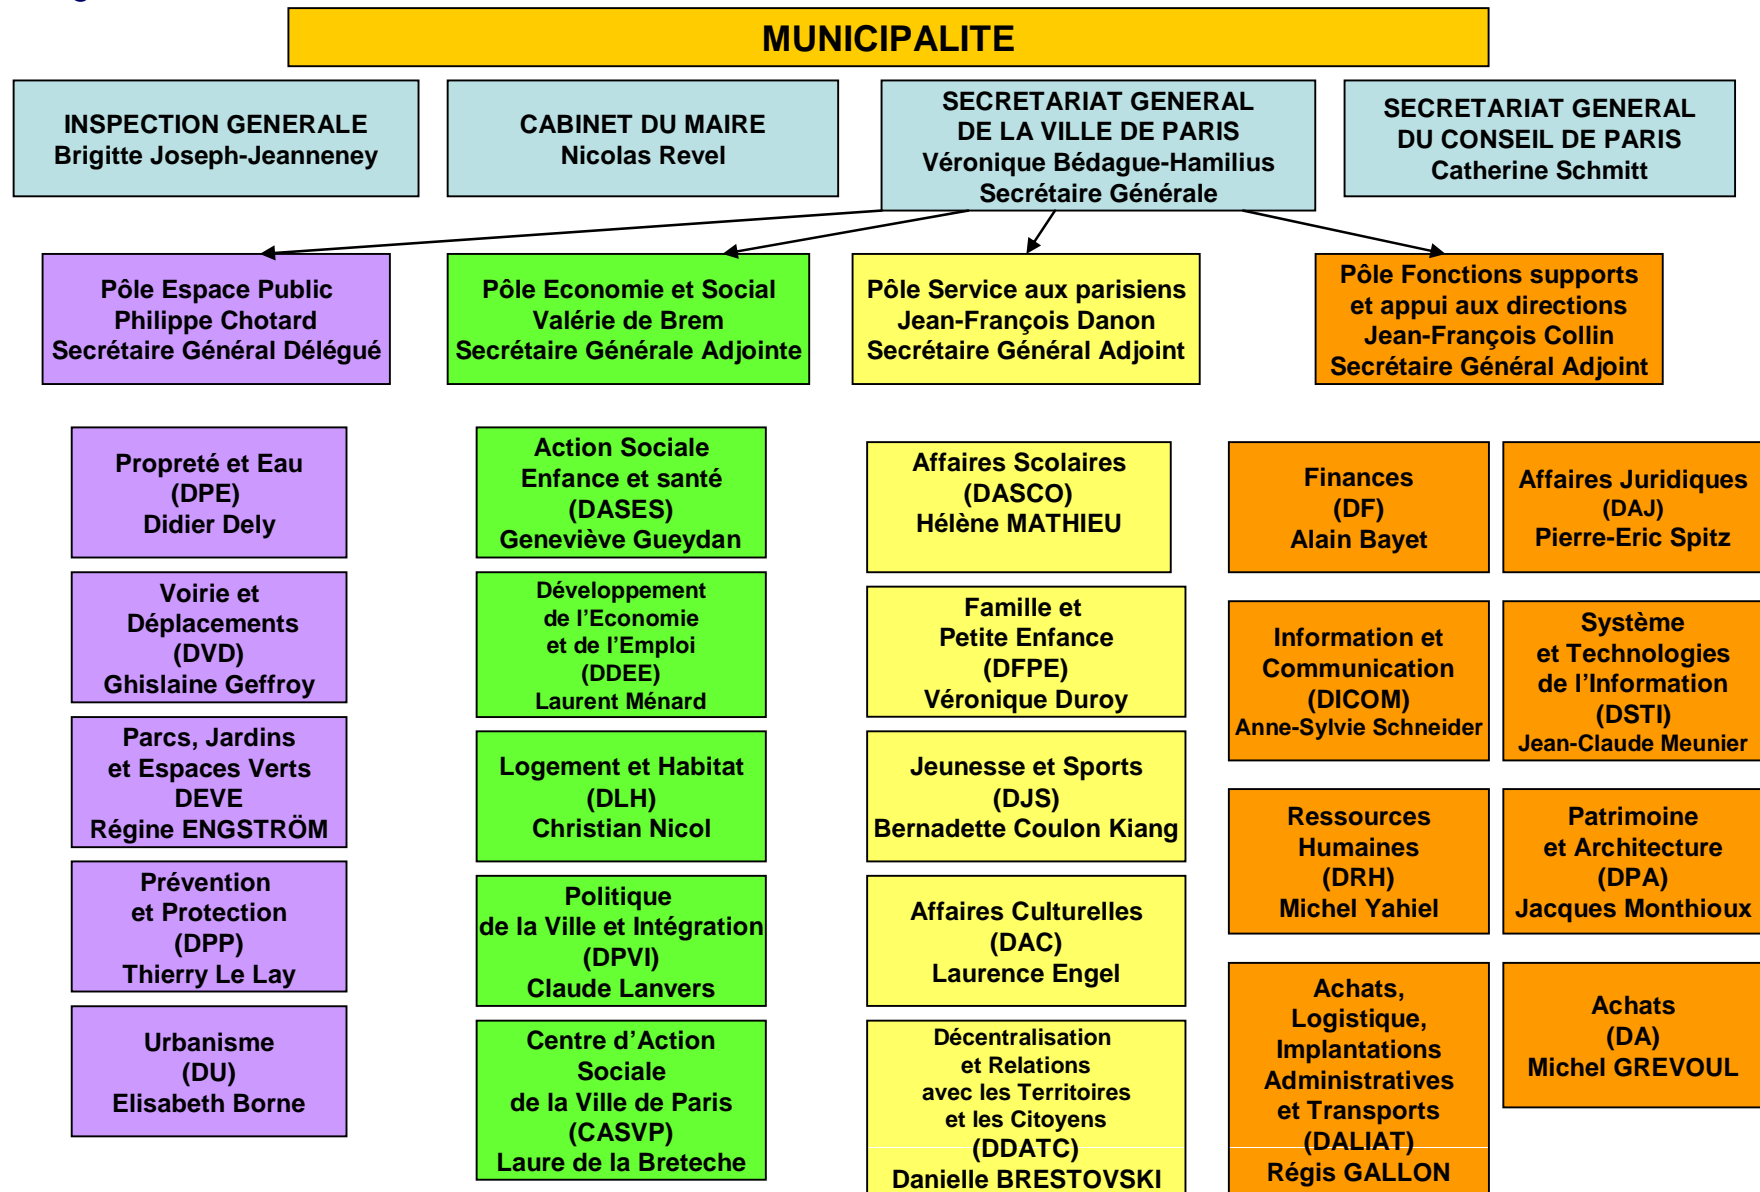 MUNICIPALITE
INSPECTION GENERALE
Brigitte Joseph-Jeanneney
CABINET DU MAIRE
Nicolas Revel
SECRETARIAT GENERAL
DE LA VILLE DE PARIS
Véronique Bédague-Hamilius
Secrétaire Générale
SECRETARIAT GENERAL
DU CONSEIL DE PARIS
Catherine Schmitt
Pôle Espace Public
Philippe Chotard
Secrétaire Général Délégué
Pôle Economie et Social
Valérie de Brem
Secrétaire Générale Adjointe
Pôle Service aux parisiens
Jean-François Danon
Secrétaire Général Adjoint
Pôle Fonctions supports
et appui aux directions
Jean-François Collin
Secrétaire Général Adjoint
Propreté et Eau
(DPE)
Didier Dely
Voirie et
Déplacements
(DVD)
Ghislaine Geffroy
Parcs, Jardins
et Espaces Verts
DEVE
Régine ENGSTRÖM
Prévention
et Protection
(DPP)
Thierry Le Lay
Urbanisme
(DU)
Elisabeth Borne
Action Sociale
Enfance et santé
(DASES)
Geneviève Gueydan
Développement
de l'Economie
et de l'Emploi
(DDEE)
Laurent Ménard
Logement et Habitat
(DLH)
Christian Nicol
Politique
de la Ville et Intégration
(DPVI)
Claude Lanvers
Centre d'Action
Sociale
de la Ville de Paris
(CASVP)
Laure de la Breteche
Affaires Scolaires
(DASCO)
Hélène MATHIEU
Famille et
Petite Enfance
(DFPE)
Véronique Duroy
Jeunesse et Sports
(DJS)
Bernadette Coulon Kiang
Affaires Culturelles
(DAC)
Laurence Engel
Décentralisation
et Relations
avec les Territoires
et les Citoyens
(DDATC)
Danielle BRESTOVSKI
Finances
(DF)
Alain Bayet
Information et
Communication
(DICOM)
Anne-Sylvie Schneider
Ressources
Humaines
(DRH)
Michel Yahiel
Achats,
Logistique,
Implantations
Administratives
et Transports
(DALIAT)
Régis GALLON
Affaires Juridiques
(DAJ)
Pierre-Eric Spitz
Système
et Technologies
de l'Information
(DSTI)
Jean-Claude Meunier
Patrimoine
et Architecture
(DPA)
Jacques Monthioux
Achats
(DA)
Michel GREVOUL